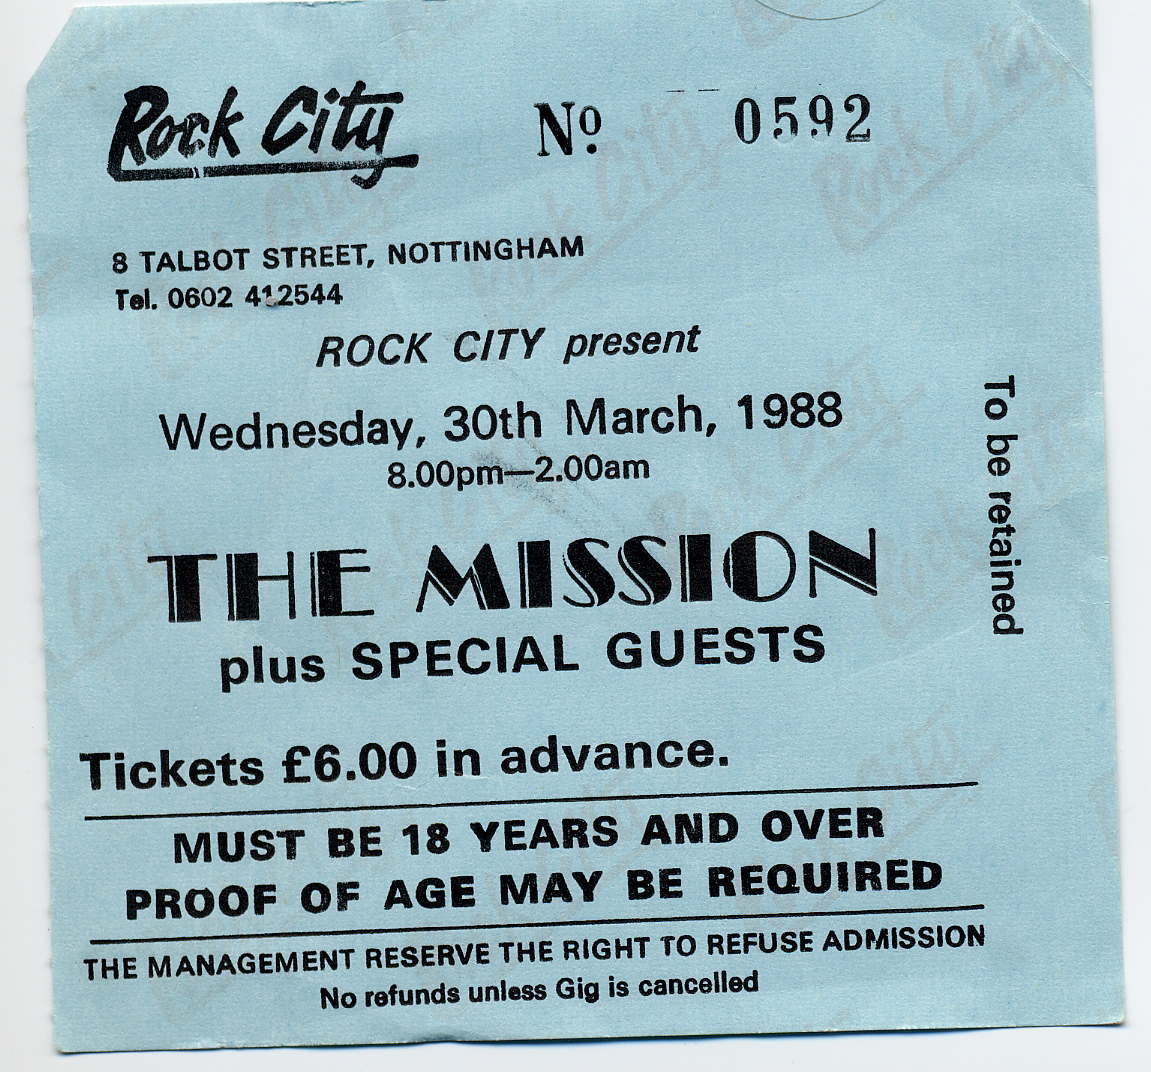 Rock City
Nº 0592
8 TALBOT STREET, NOTTINGHAM
Tel. 0602 412544
ROCK CITY present
Wednesday, 30th March, 1988
8.00pm—2.00am
THE MISSION
plus SPECIAL GUESTS
To be retained
Tickets £6.00 in advance.
MUST BE 18 YEARS AND OVER
PROOF OF AGE MAY BE REQUIRED
THE MANAGEMENT RESERVE THE RIGHT TO REFUSE ADMISSION
No refunds unless Gig is cancelled